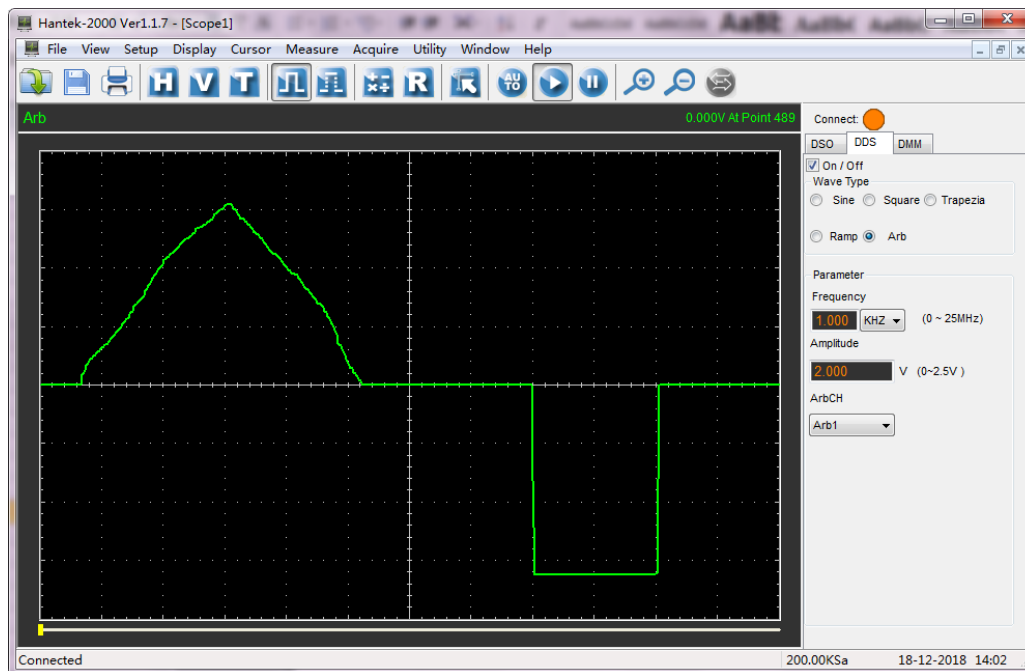 Hantek-2000 Ver1.1.7 - [Scope1]
File View Setup Display Cursor Measure Acquire Utility Window Help
H V T R AU TO
Arb 0.000V At Point 489
Connect:
DSO DDS DMM
On / Off
Wave Type
Sine Square Trapezia
Ramp Arb
Parameter
Frequency
1.000 KHZ (0 ~ 25MHz)
Amplitude
2.000 V (0~2.5V )
ArbCH
Arb1
Connected 200.00KSa 18-12-2018 14:02